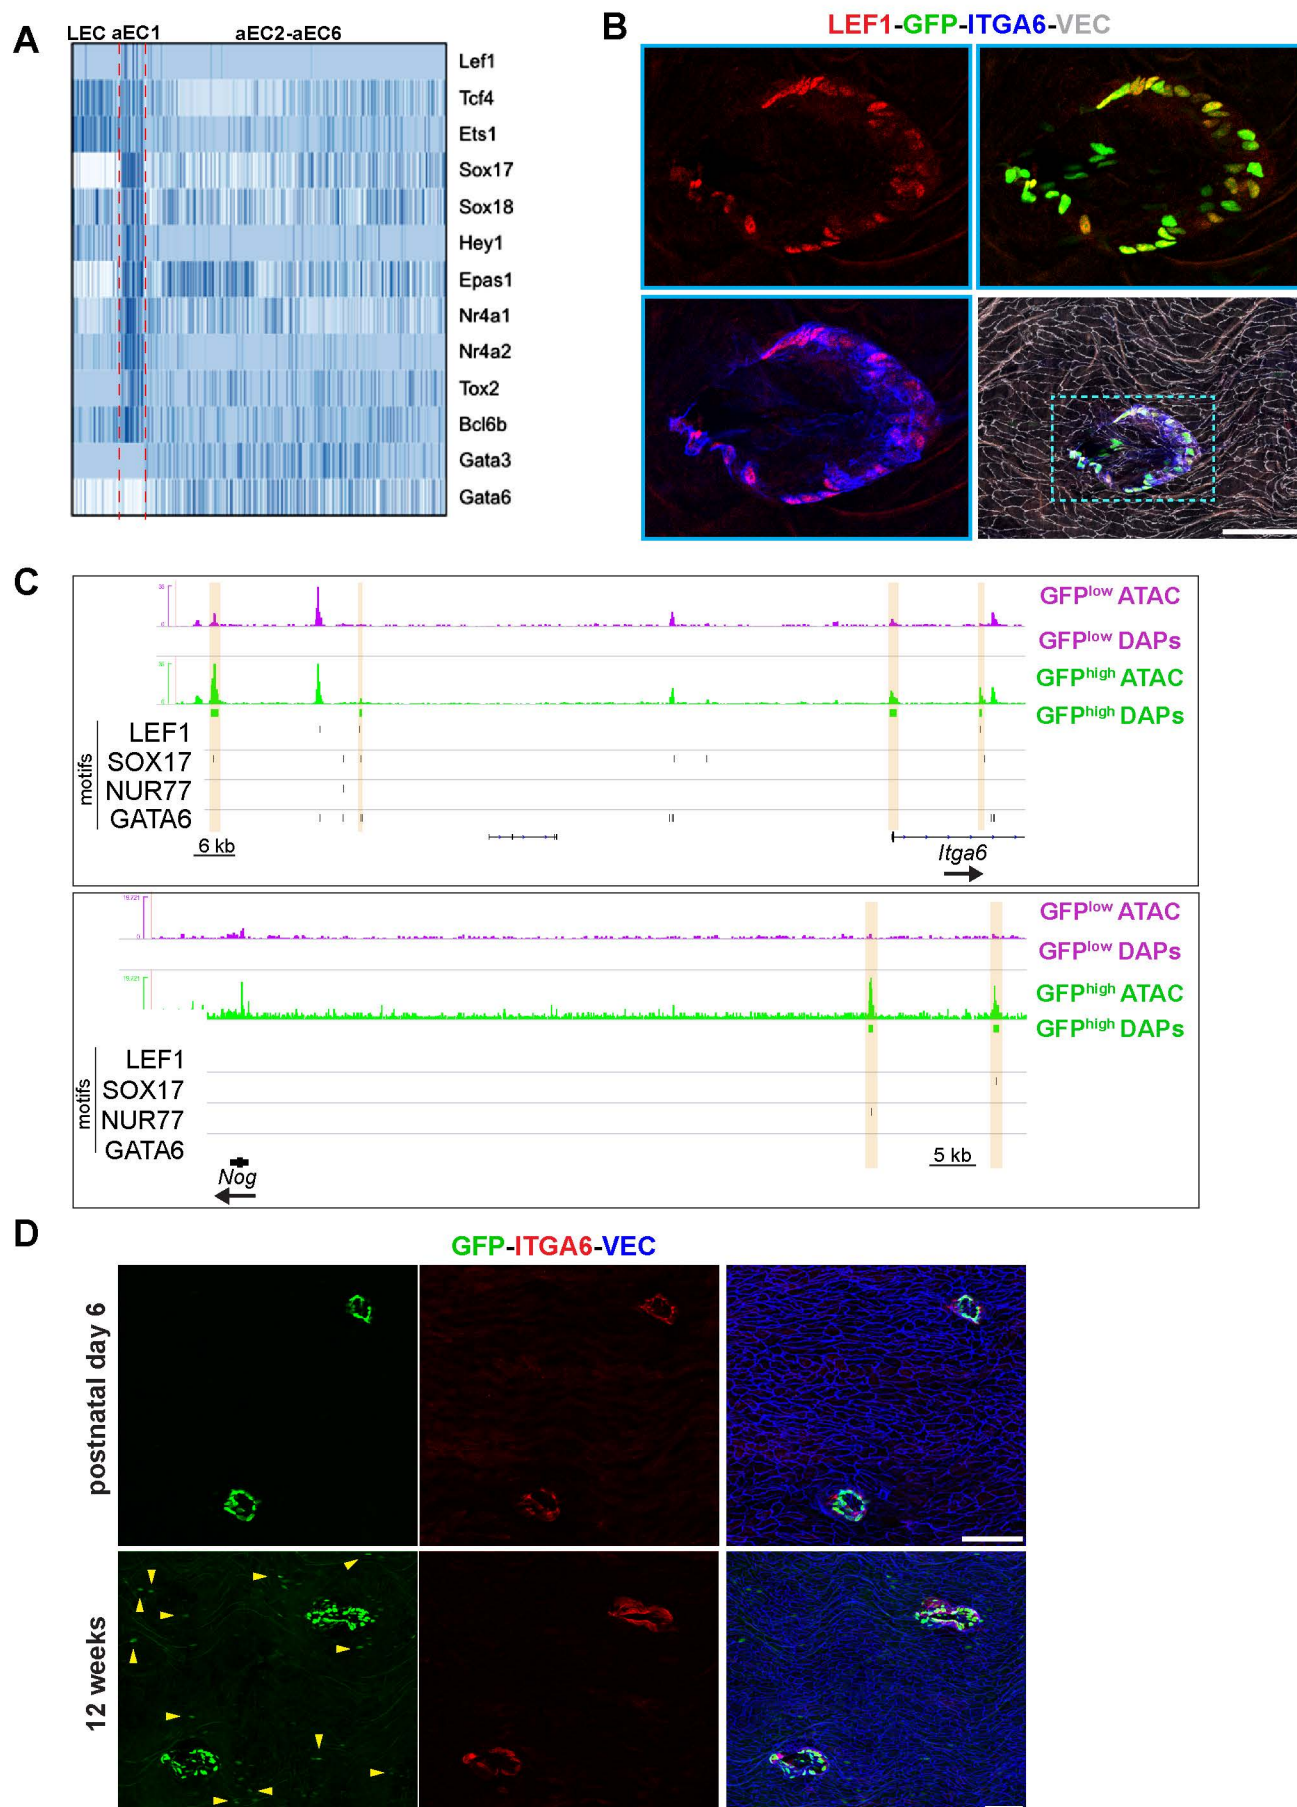 A
LEC aEC1 aEC2-aEC6
Lef1
Tcf4
Ets1
Sox17
Sox18
Hey1
Epas1
Nr4a1
Nr4a2
Tox2
Bcl6b
Gata3
Gata6
B
LEF1-GFP-ITGA6-VEC
C
GFPlow ATAC
GFPlow DAPs
GFPhigh ATAC
GFPhigh DAPs
motifs
LEF1
SOX17
NUR77
GATA6
6 kb
Itga6
GFPlow ATAC
GFPlow DAPs
GFPhigh ATAC
GFPhigh DAPs
motifs
LEF1
SOX17
NUR77
GATA6
5 kb
Nog
D
GFP-ITGA6-VEC
postnatal day 6
12 weeks